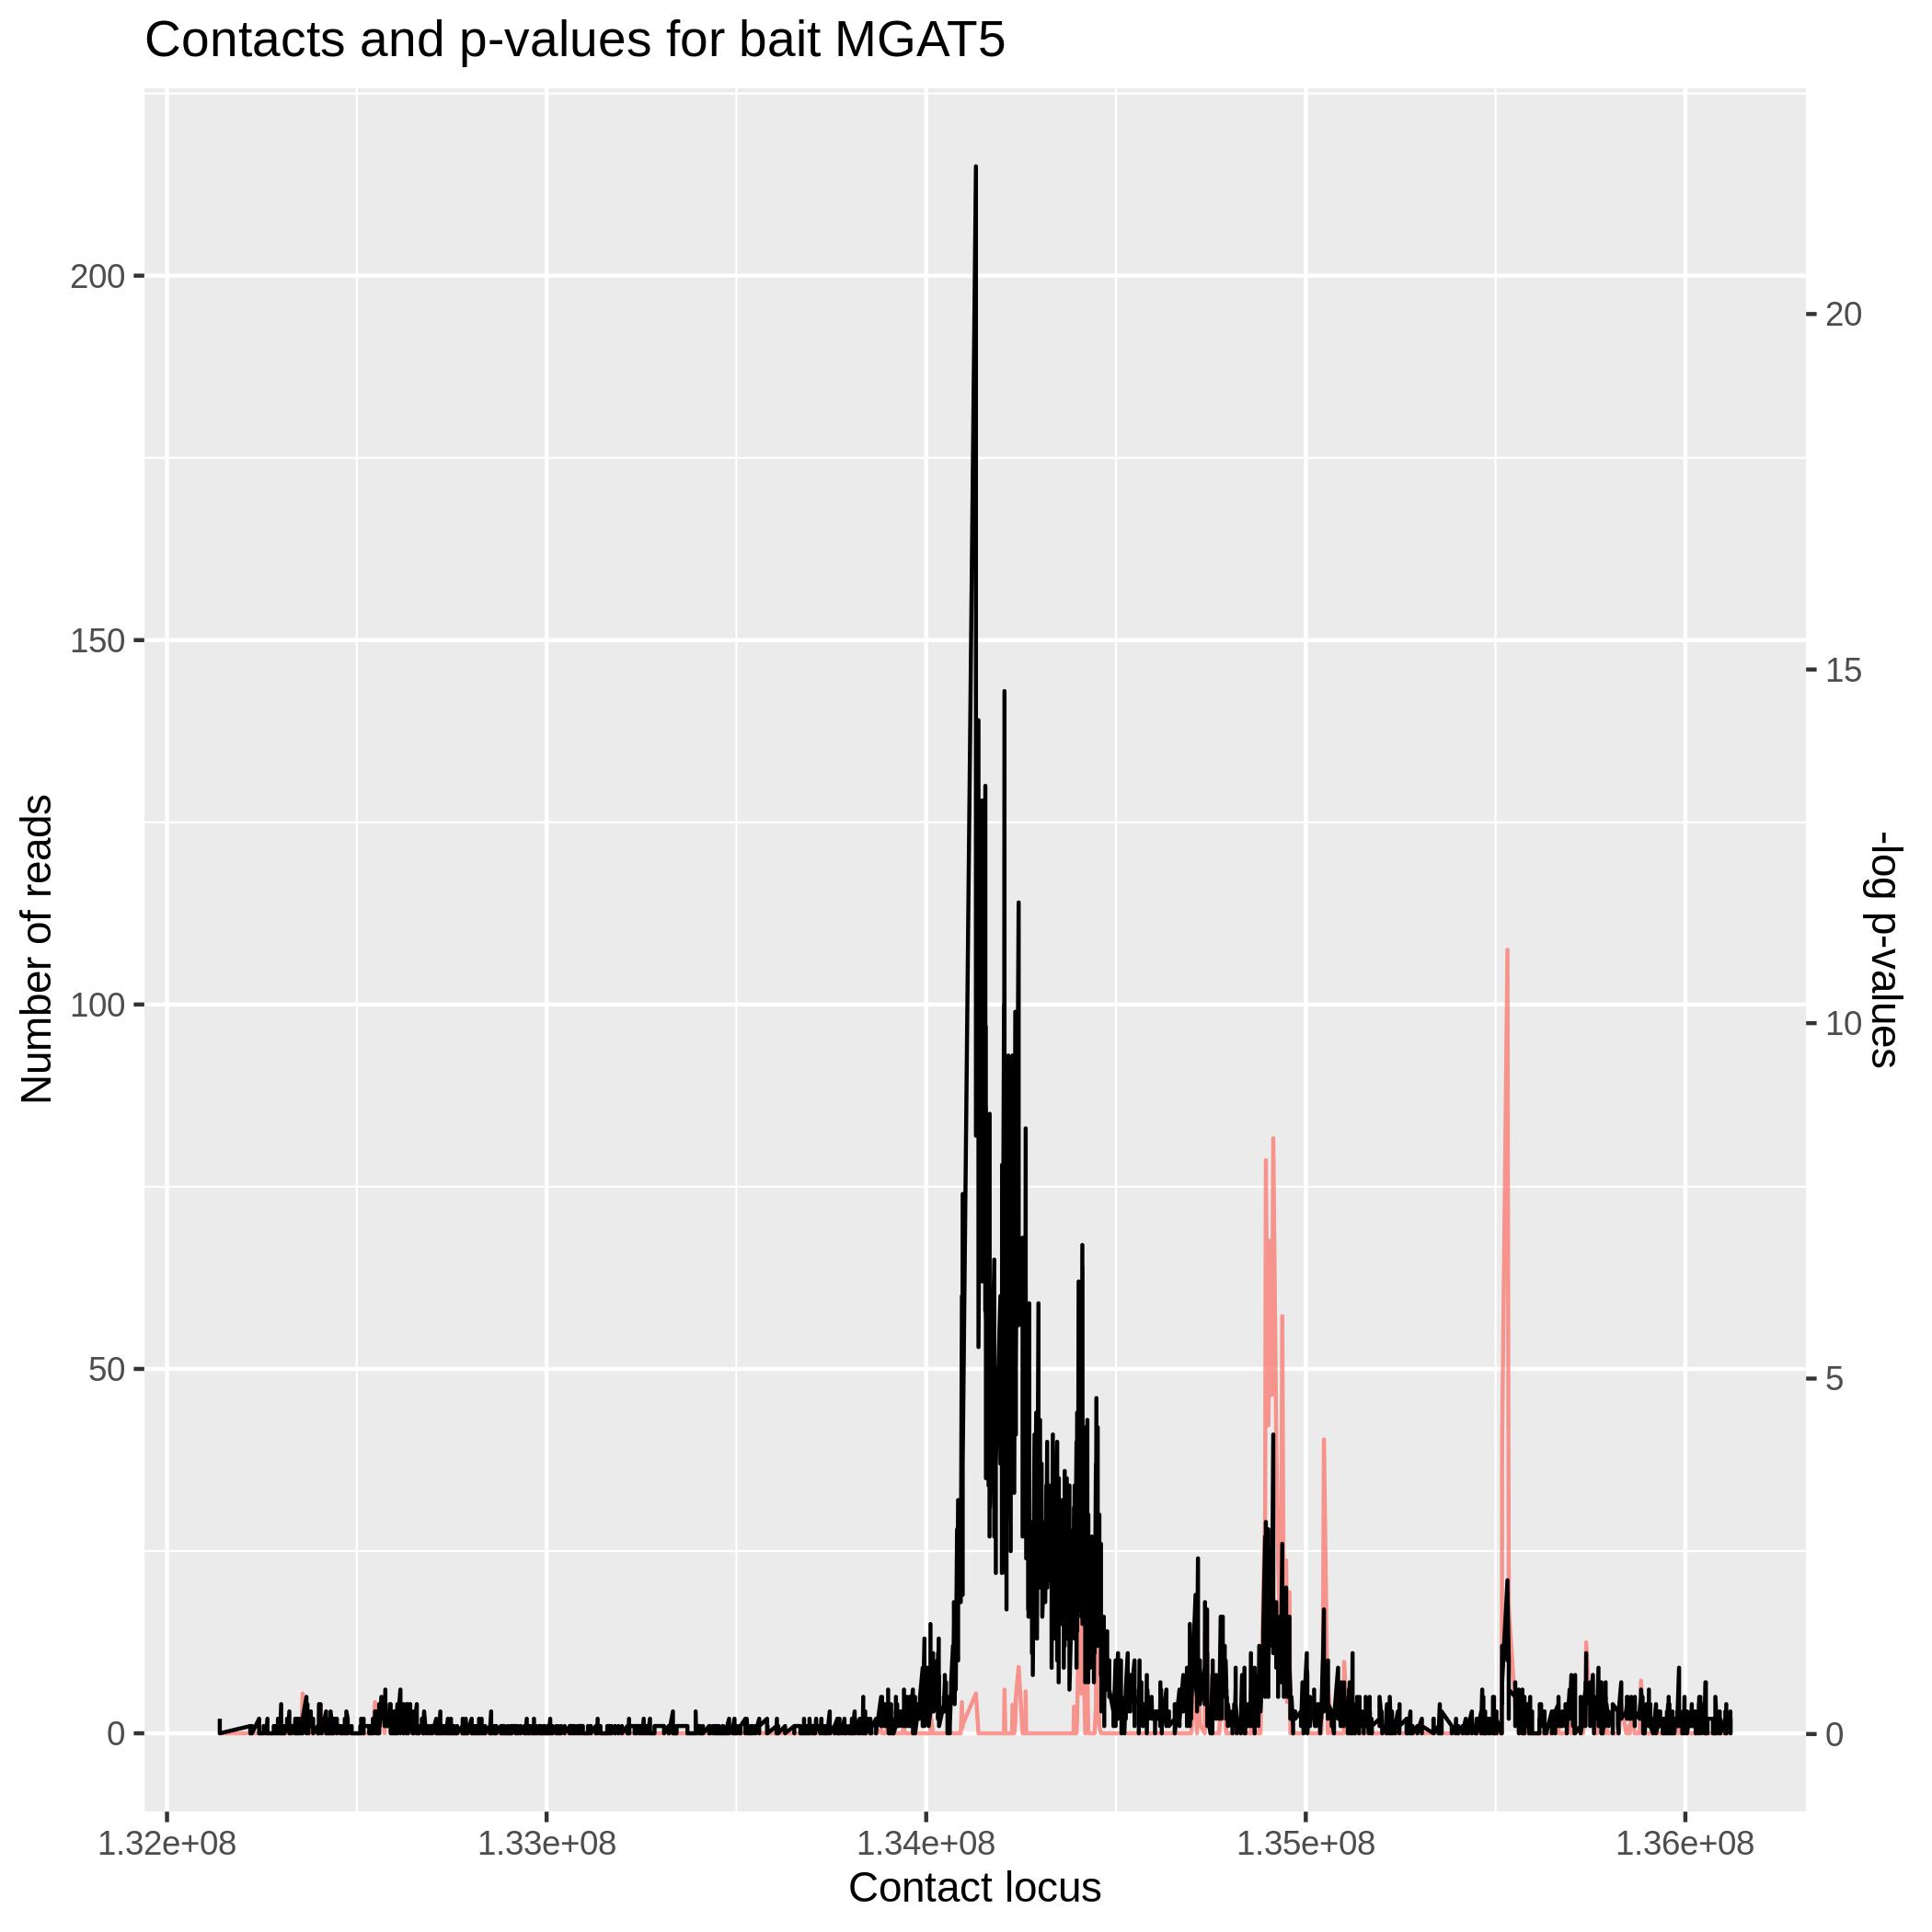 Contacts and p-values for bait MGAT5
Number of reads
200
150
100
50
0
20
15
10
5
0
-log p-values
1.32e+08
1.33e+08
1.34e+08
1.35e+08
1.36e+08
Contact locus